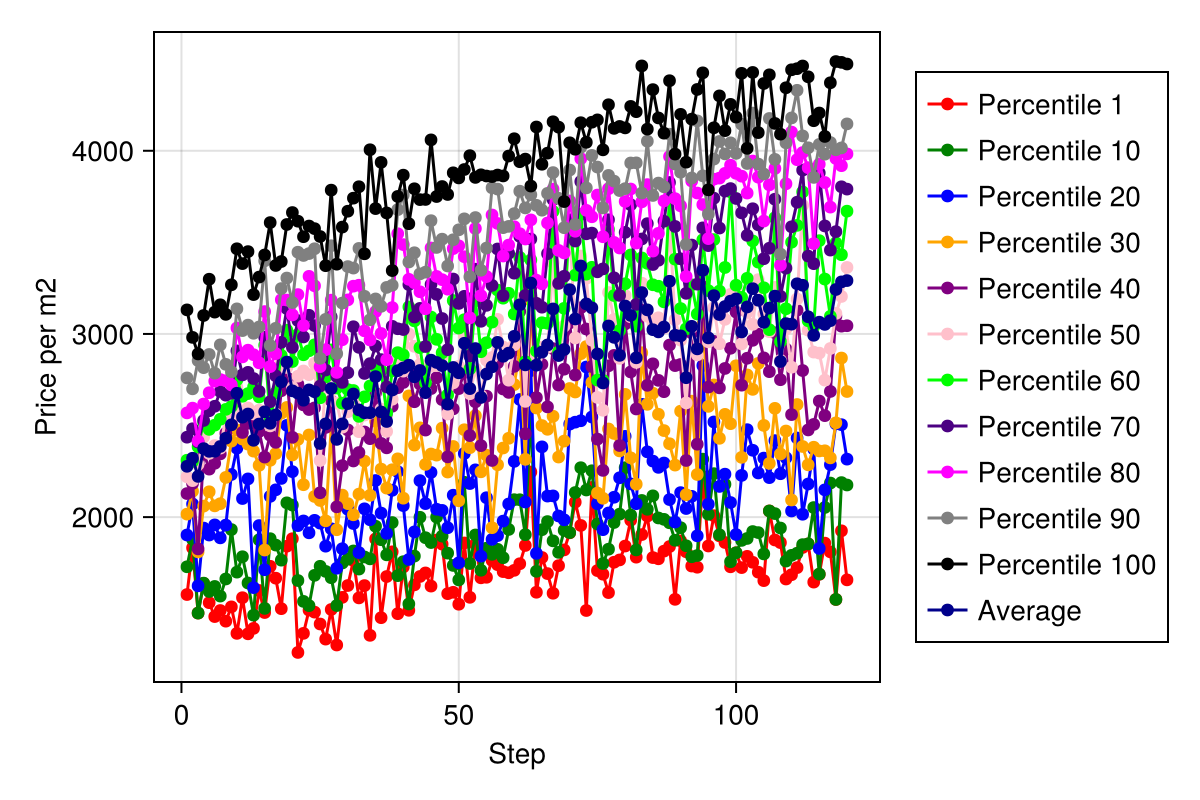 Price per m2
4000
3000
2000
0
50
100
Step
Percentile 1
Percentile 10
Percentile 20
Percentile 30
Percentile 40
Percentile 50
Percentile 60
Percentile 70
Percentile 80
Percentile 90
Percentile 100
Average